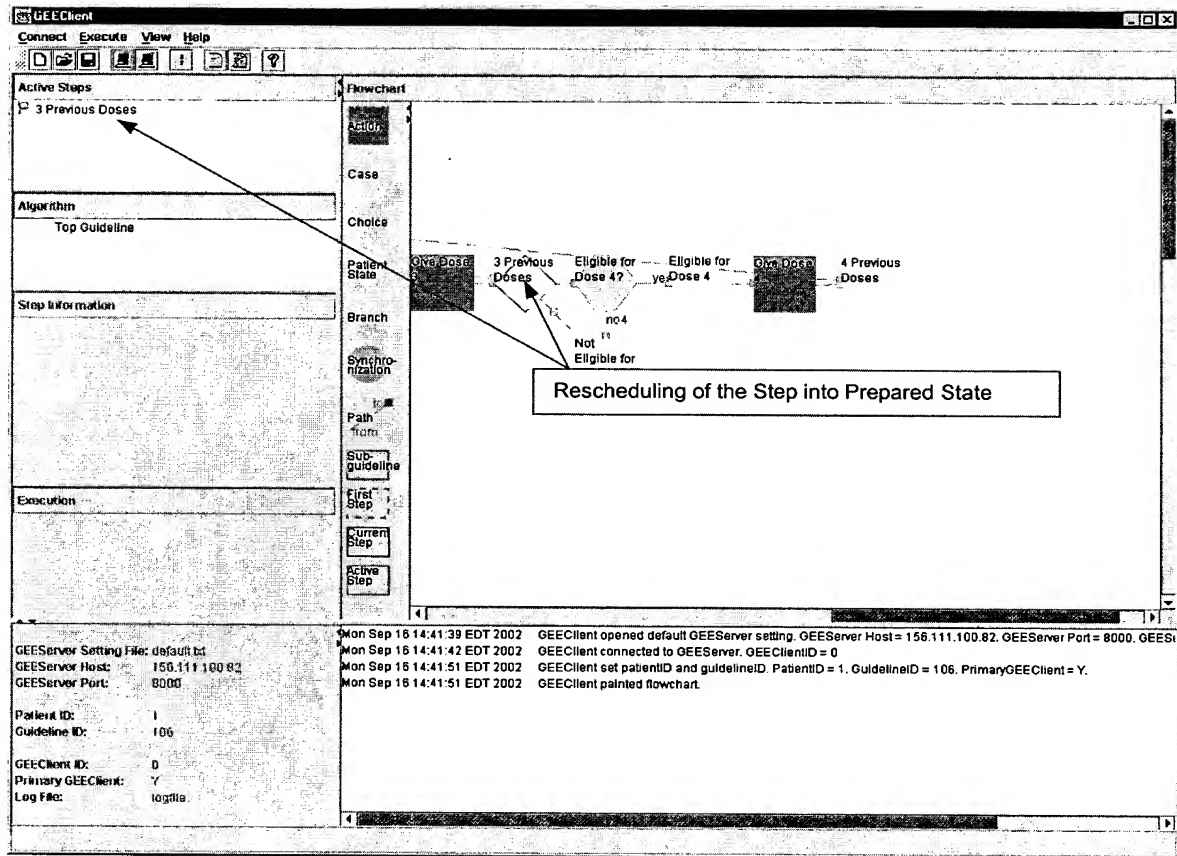 GEEClient
Connect Execute View Help
Active Steps
3 Previous Doses
Algorithm
Top Guideline
Step Information
Execution
Flowchart
Action
Case
Choice
Patient
State
Branch
Synchro-
nization
to
Path
from
Sub-
guideline
First
Step
Current
Step
Active
Step
Give Dose
3
3 Previous
Doses
Eligible for
Dose 4?
yes
Eligible for
Dose 4
Give Dose
4 Previous
Doses
no4
Not
Eligible for
Rescheduling of the Step into Prepared State
GEEServer Setting File: default.txt
GEEServer Host: 156.111.100.82
GEEServer Port: 8000
Patient ID: 1
Guideline ID: 106
GEEClient ID: 0
Primary GEEClient: Y
Log File: logfile
Mon Sep 16 14:41:39 EDT 2002 GEEClient opened default GEEServer setting. GEEServer Host = 156.111.100.82. GEEServer Port = 8000. GEESe
Mon Sep 16 14:41:42 EDT 2002 GEEClient connected to GEEServer. GEEClientID = 0
Mon Sep 16 14:41:51 EDT 2002 GEEClient set patientID and guidelineID. PatientID = 1. GuidelineID = 106. PrimaryGEEClient = Y.
Mon Sep 16 14:41:51 EDT 2002 GEEClient painted flowchart.